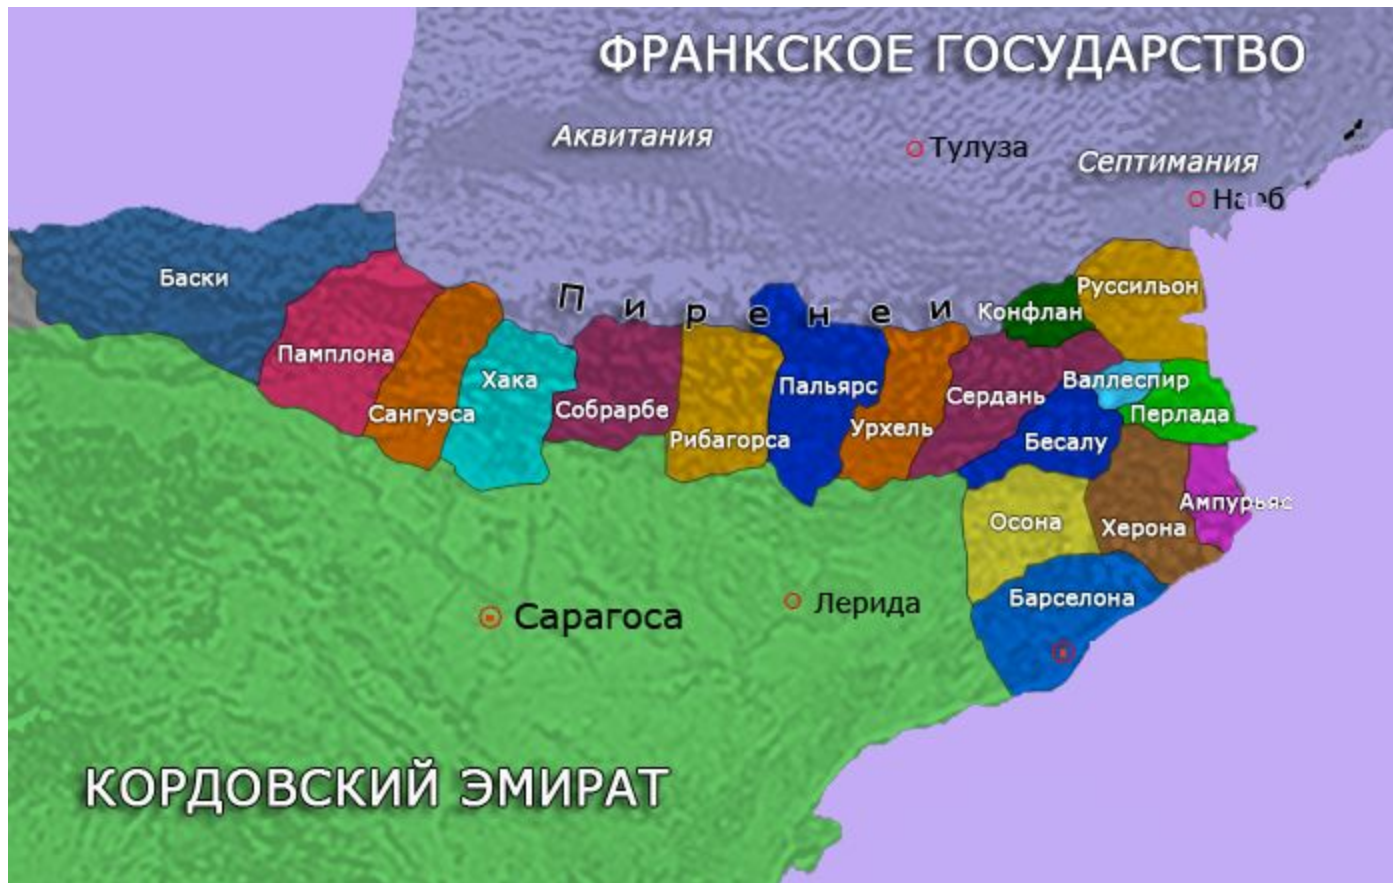 ФРАНКСКОЕ ГОСУДАРСТВО
Аквитания
Тулуза
Септимания
Баски
Пиренеи
Руссильон
Конфлан
Памплона
Хака
Пальярс
Валлеспир
Сердань
Сангуэса
Собрарбе
Перлада
Урхель
Рибагорса
Бесалу
Ампурьяс
Осона
Херона
Барселона
Лерида
Сарагоса
КОРДОВСКИЙ ЭМИРАТ